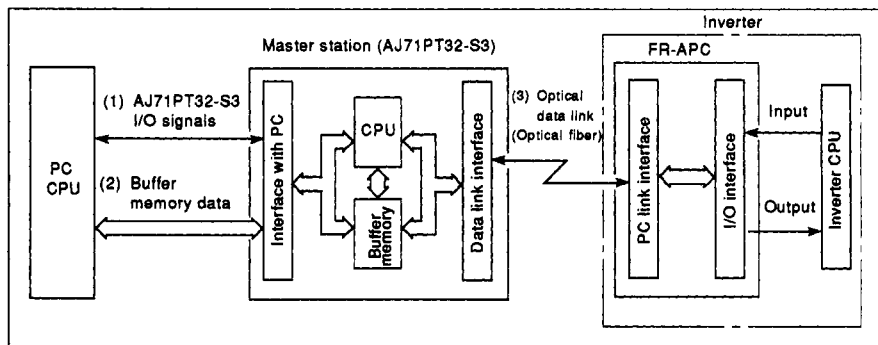 Inverter
Master station (AJ71PT32-S3)
FR-APC
(1) AJ71PT32-S3
I/O signals
(2) Buffer
memory data
PC
CPU
Interface with PC
CPU
Buffer
memory
Data link interface
(3) Optical
data link
(Optical fiber)
PC link interface
I/O interface
Input
Output
Inverter CPU